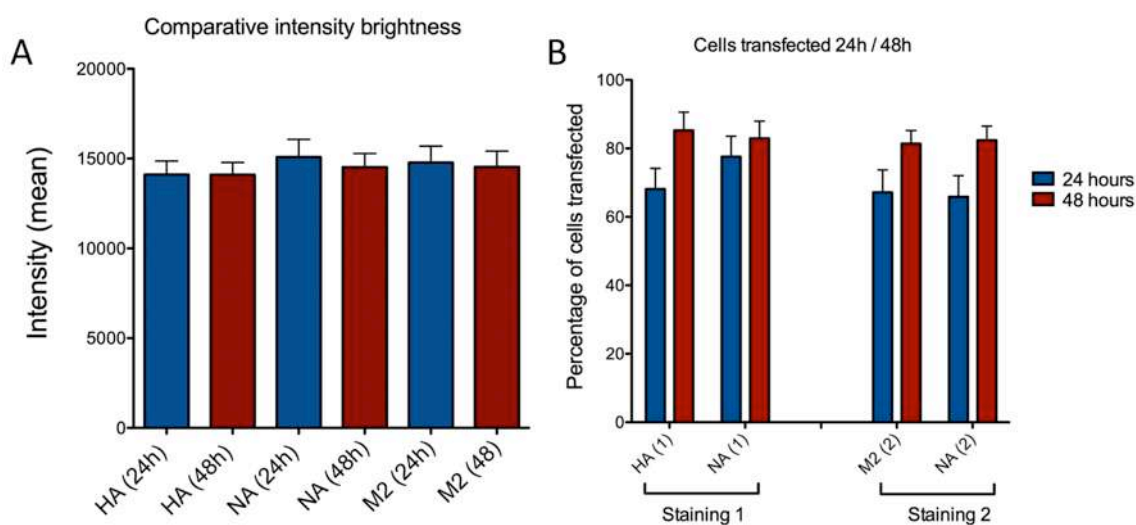 A
Comparative intensity brightness
Intensity (mean)
20000
15000
10000
5000
0
HA (24h)
HA (48h)
NA (24h)
NA (48h)
M2 (24h)
M2 (48)
B
Cells transfected 24h / 48h
Percentage of cells transfected
100
80
60
40
20
0
HA (1)
NA (1)
M2 (2)
NA (2)
Staining 1
Staining 2
24 hours
48 hours